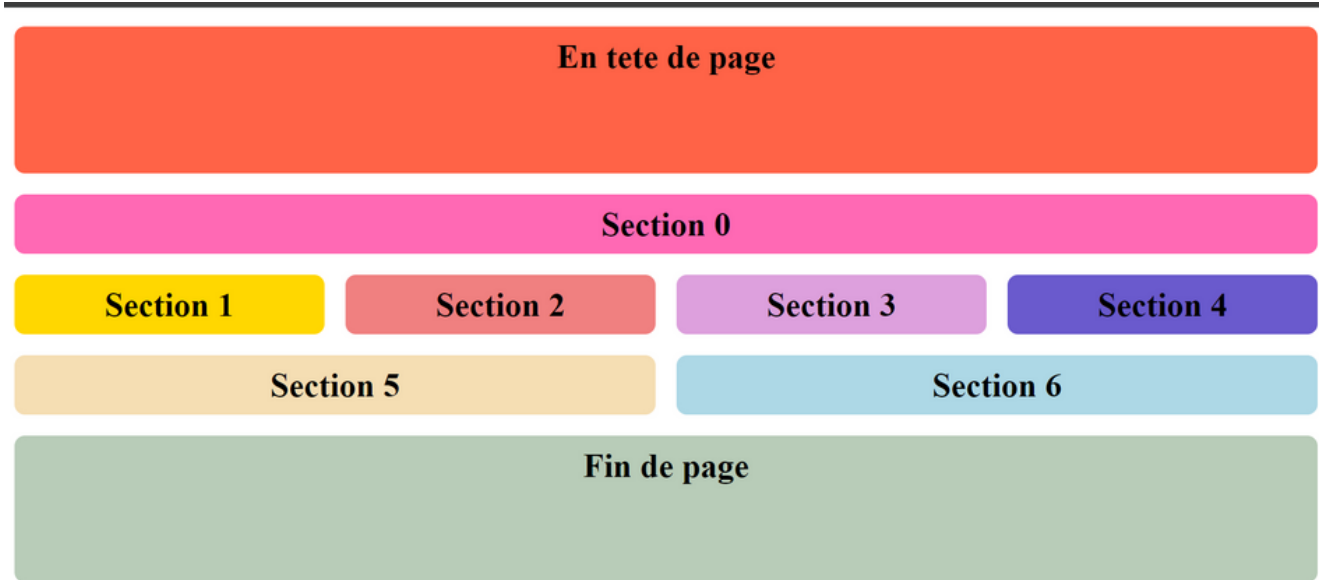 En tete de page
Section 0
Section 1
Section 2
Section 3
Section 4
Section 5
Section 6
Fin de page